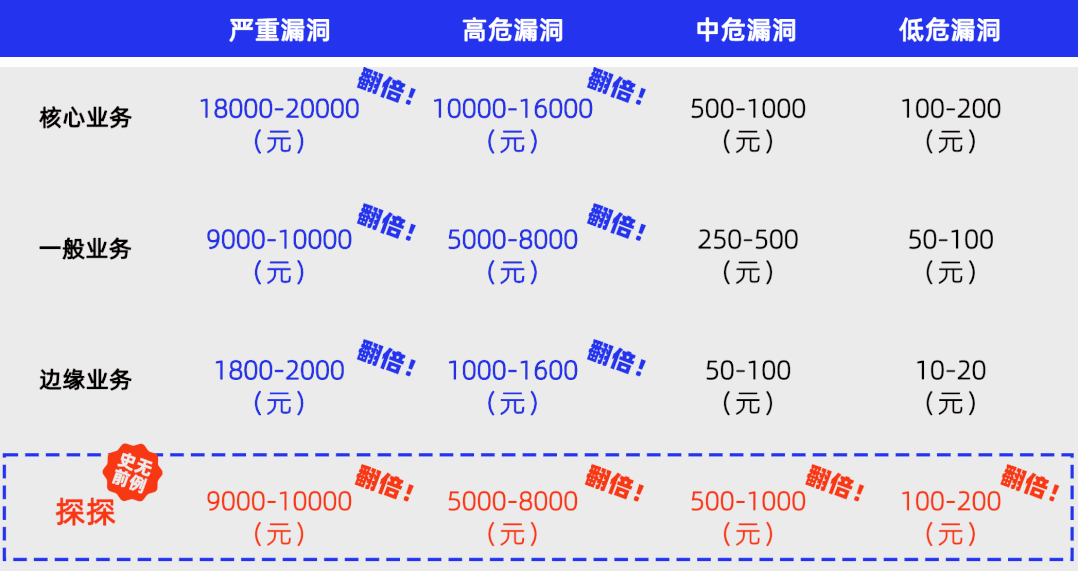 严重漏洞 高危漏洞 中危漏洞 低危漏洞
翻倍! 翻倍!
核心业务 18000-20000 10000-16000 500-1000 100-200
(元) (元) (元) (元)
翻倍! 翻倍!
一般业务 9000-10000 5000-8000 250-500 50-100
(元) (元) (元) (元)
翻倍! 翻倍!
边缘业务 1800-2000 1000-1600 50-100 10-20
(元) (元) (元) (元)
史无
前例
翻倍! 翻倍! 翻倍! 翻倍!
探探 9000-10000 5000-8000 500-1000 100-200
(元) (元) (元) (元)